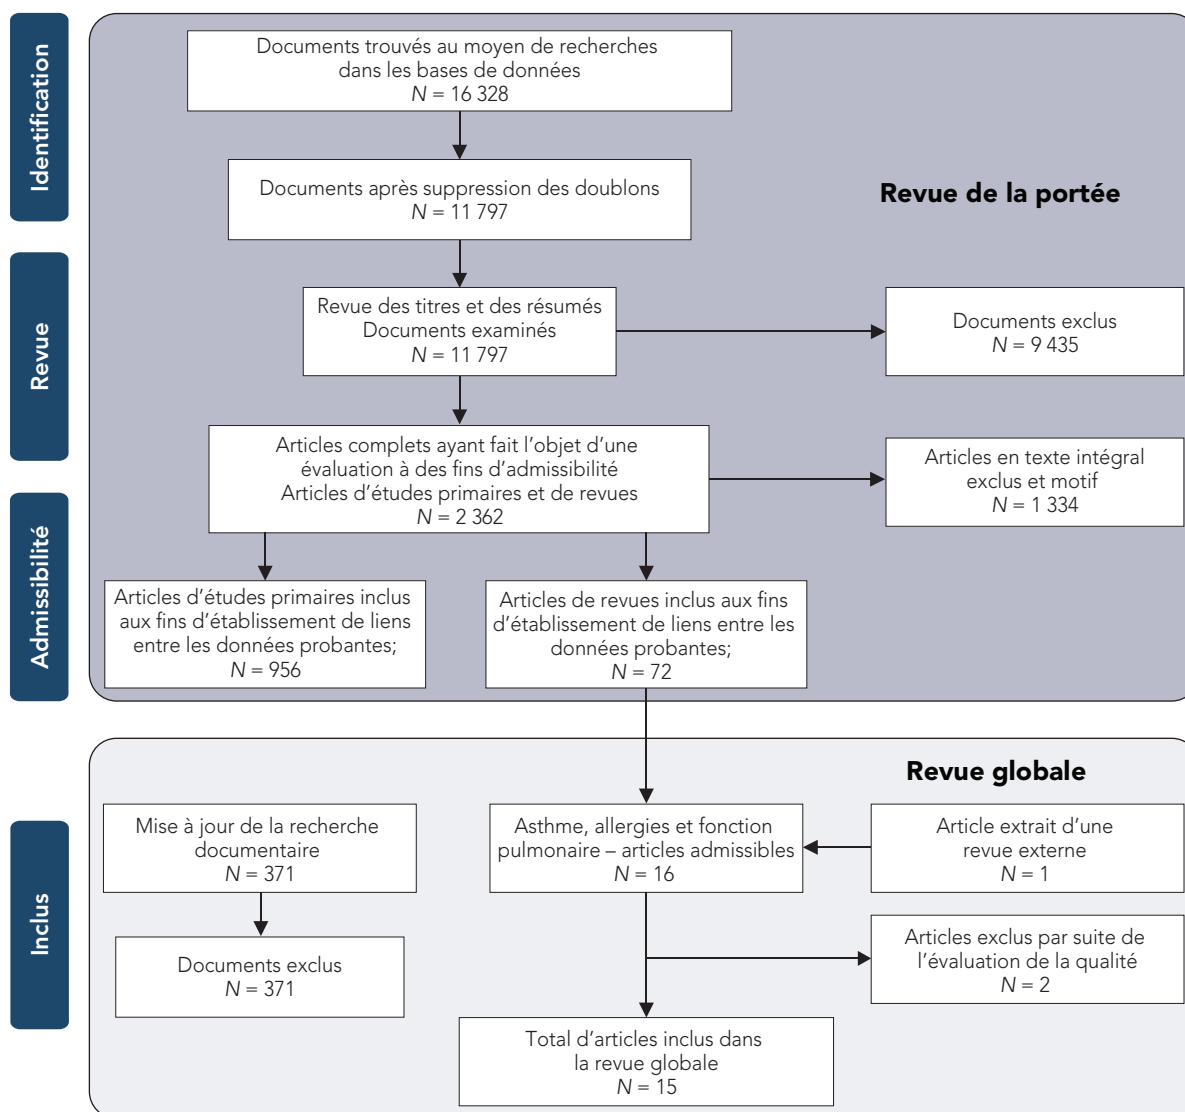 Identification
Documents trouvés au moyen de recherches
dans les bases de données
N = 16 328
Documents après suppression des doublons
N = 11 797
Revue de la portée
Revue
Revue des titres et des résumés
Documents examinés
N = 11 797
Documents exclus
N = 9 435
Articles complets ayant fait l'objet d'une
évaluation à des fins d'admissibilité
Articles d'études primaires et de revues
N = 2 362
Articles en texte intégral
exclus et motif
N = 1 334
Admissibilité
Articles d'études primaires inclus
aux fins d'établissement de liens
entre les données probantes;
N = 956
Articles de revues inclus aux fins
d'établissement de liens entre les
données probantes;
N = 72
Revue globale
Inclus
Mise à jour de la recherche
documentaire
N = 371
Asthme, allergies et fonction
pulmonaire – articles admissibles
N = 16
Article extrait d'une
revue externe
N = 1
Documents exclus
N = 371
Articles exclus par suite de
l'évaluation de la qualité
N = 2
Total d'articles inclus dans
la revue globale
N = 15